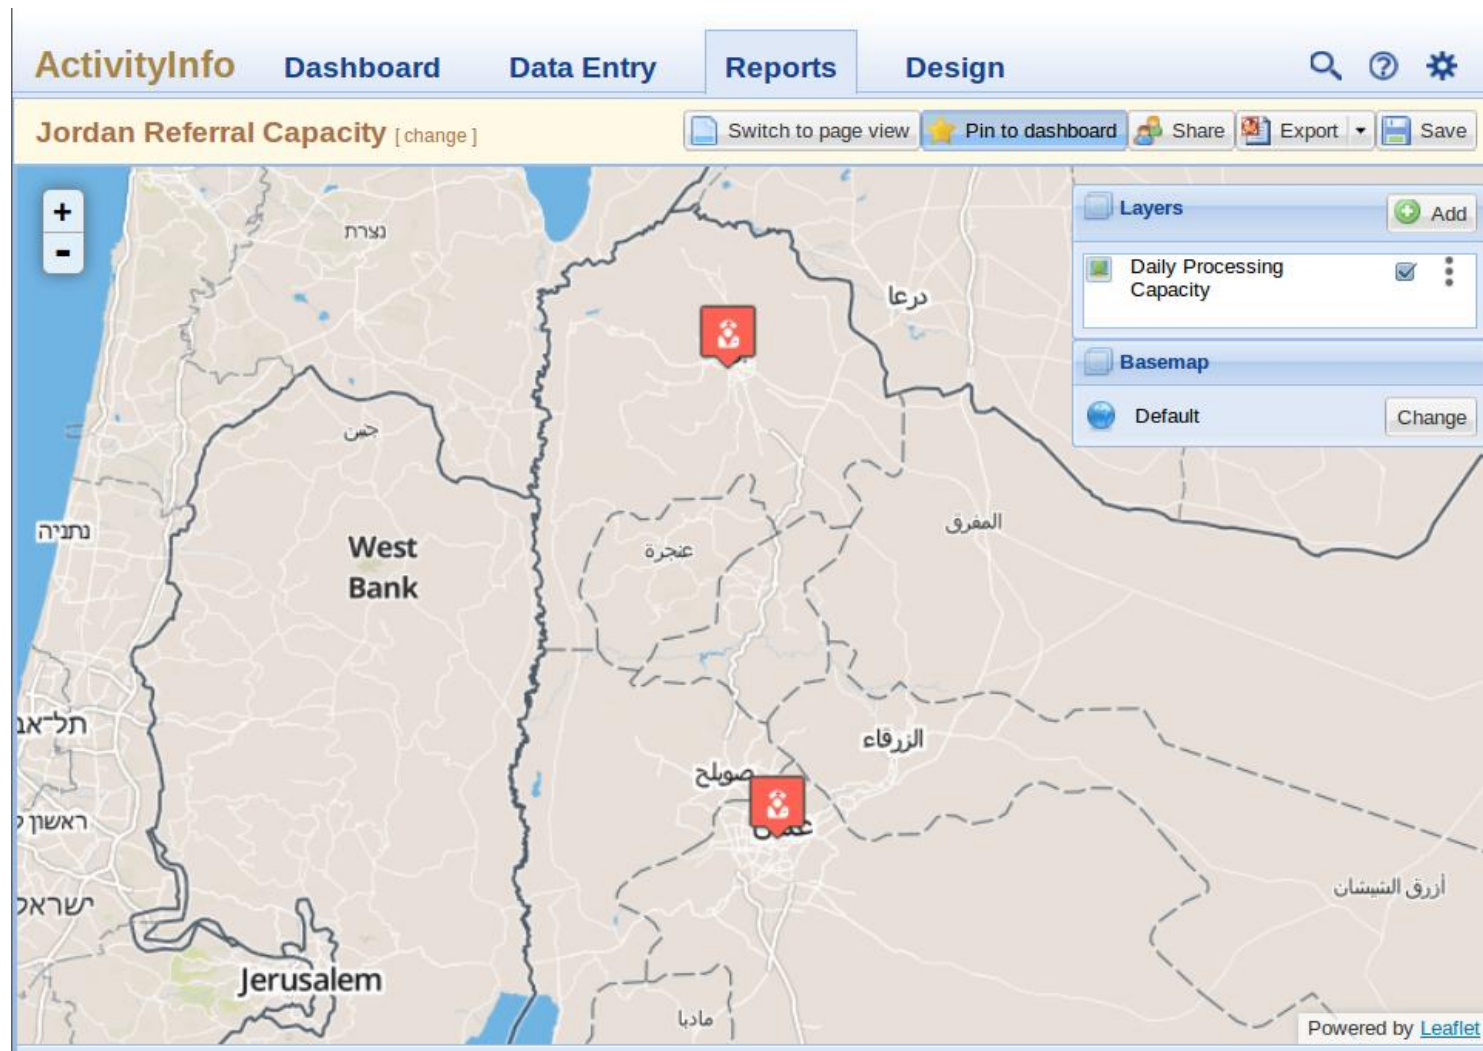 ActivityInfo Dashboard Data Entry Reports Design
Jordan Referral Capacity [ change ] Switch to page view Pin to dashboard Share Export Save
+
-
Layers Add
Daily Processing
Capacity
Basemap
Default Change
נצרת
درعا
جنين
נתניה
West
Bank
المفرق
عنجرة
תל־אב
الزرقاء
صويلح
ראשון ל
أزرق الشيشان
ישראל
Jerusalem
مادبا
Powered by Leaflet